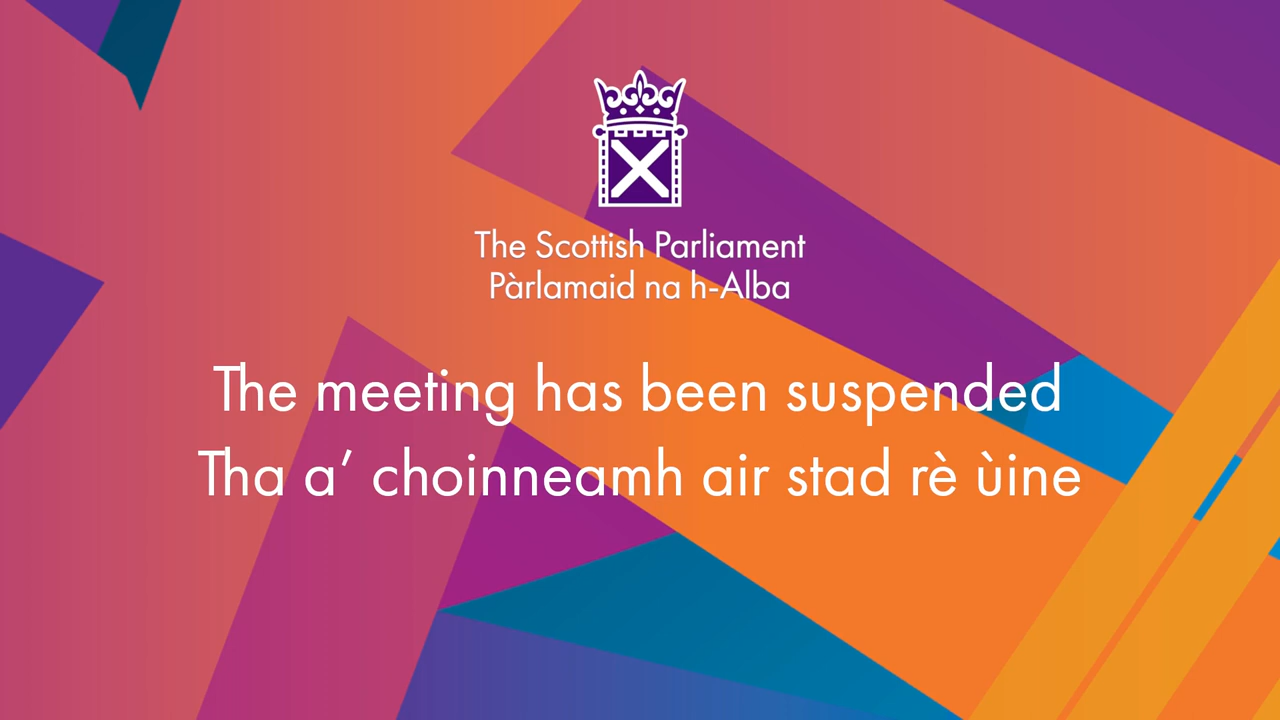 The Scottish Parliament
Pàrlamaid na h-Alba
The meeting has been suspended
Tha a’ choinneamh air stad rè ùine